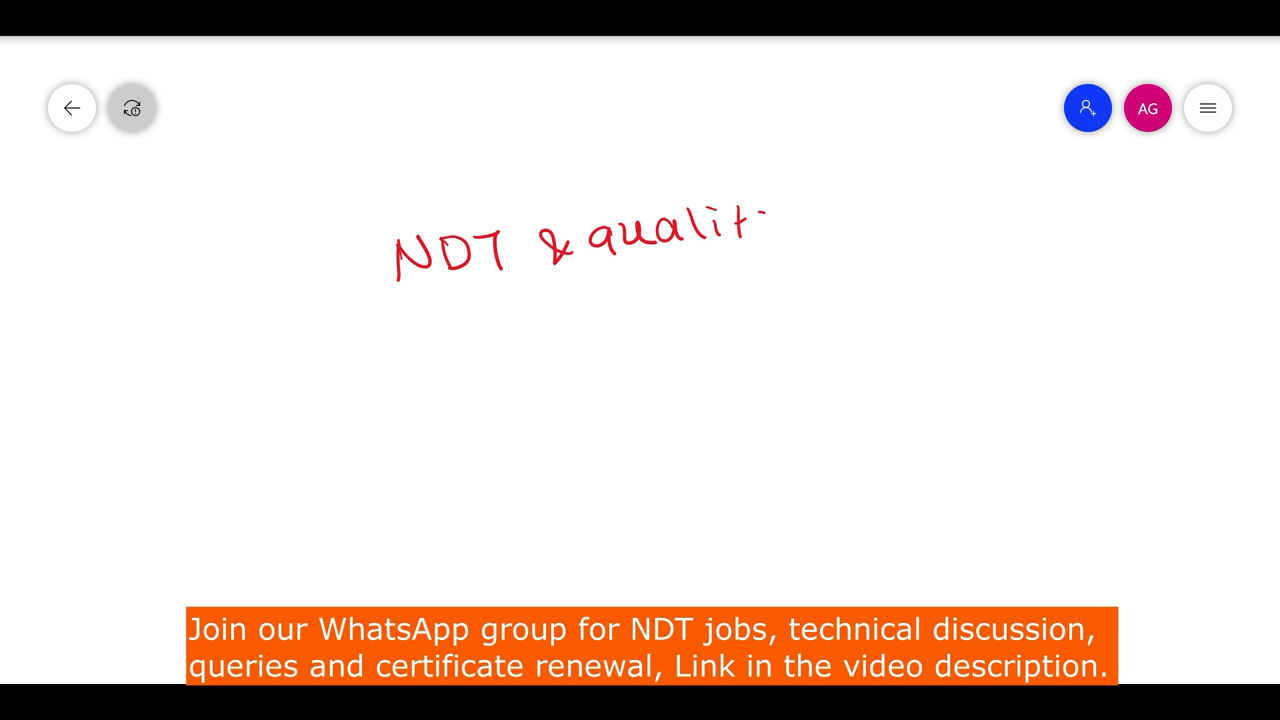 AG
NDT & qualit
Join our WhatsApp group for NDT jobs, technical discussion,
queries and certificate renewal, Link in the video description.